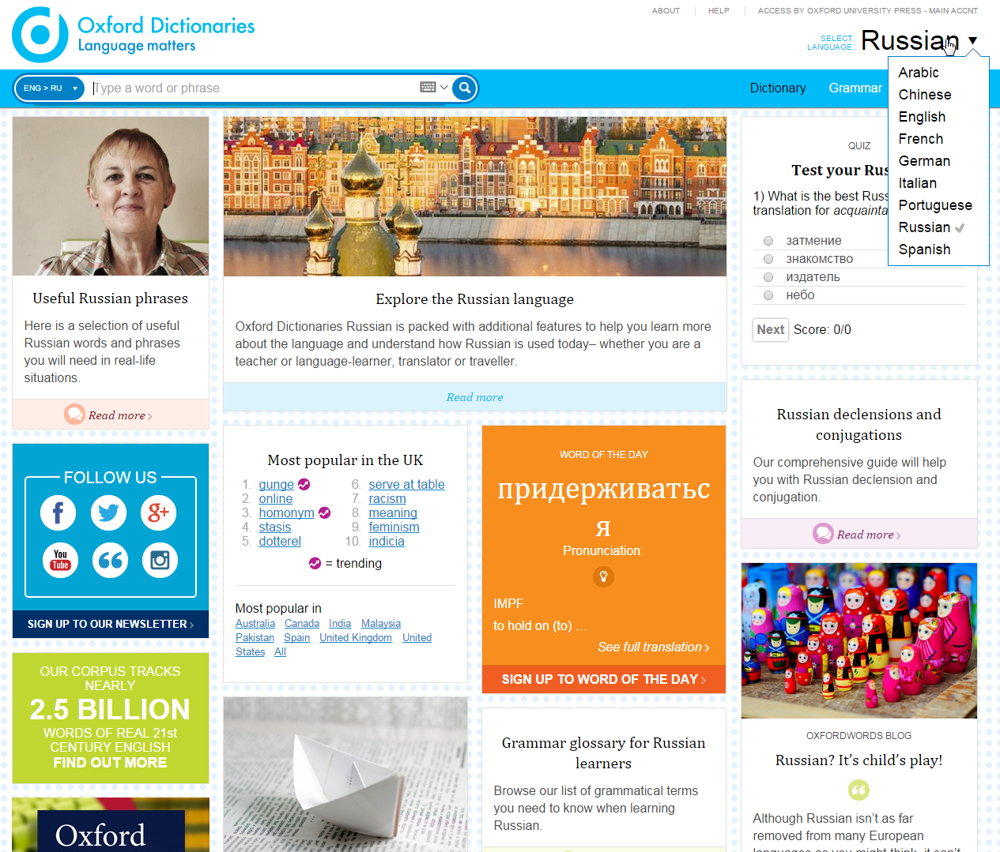 Oxford Dictionaries
Language matters
ABOUT
HELP
ACCESS BY OXFORD UNIVERSITY PRESS - MAIN ACCNT
SELECT
LANGUAGE
Russian
ENG > RU
Type a word or phrase
Dictionary
Grammar
Arabic
Chinese
English
French
German
Italian
Portuguese
Russian
Spanish
Useful Russian phrases
Here is a selection of useful
Russian words and phrases
you will need in real-life
situations.
Read more
FOLLOW US
You
Tube
SIGN UP TO OUR NEWSLETTER
OUR CORPUS TRACKS
NEARLY
2.5 BILLION
WORDS OF REAL 21st
CENTURY ENGLISH
FIND OUT MORE
Oxford
Explore the Russian language
Oxford Dictionaries Russian is packed with additional features to help you learn more
about the language and understand how Russian is used today– whether you are a
teacher or language-learner, translator or traveller.
Read more
Most popular in the UK
1. gunge
2. online
3. homonym
4. stasis
5. dotterel
6. serve at table
7. racism
8. meaning
9. feminism
10. indicia
= trending
Most popular in
Australia Canada India Malaysia
Pakistan Spain United Kingdom United
States All
WORD OF THE DAY
придерживатьс
я
Pronunciation:
IMPF
to hold on (to) …
See full translation
SIGN UP TO WORD OF THE DAY
Grammar glossary for Russian
learners
Browse our list of grammatical terms
you need to know when learning
Russian.
QUIZ
Test your Rus
1) What is the best Russ
translation for acquainta
затмение
знакомство
издатель
небо
Next Score: 0/0
Russian declensions and
conjugations
Our comprehensive guide will help
you with Russian declension and
conjugation.
Read more
OXFORDWORDS BLOG
Russian? It's child's play!
Although Russian isn't as far
removed from many European
languages as you might think, it can't